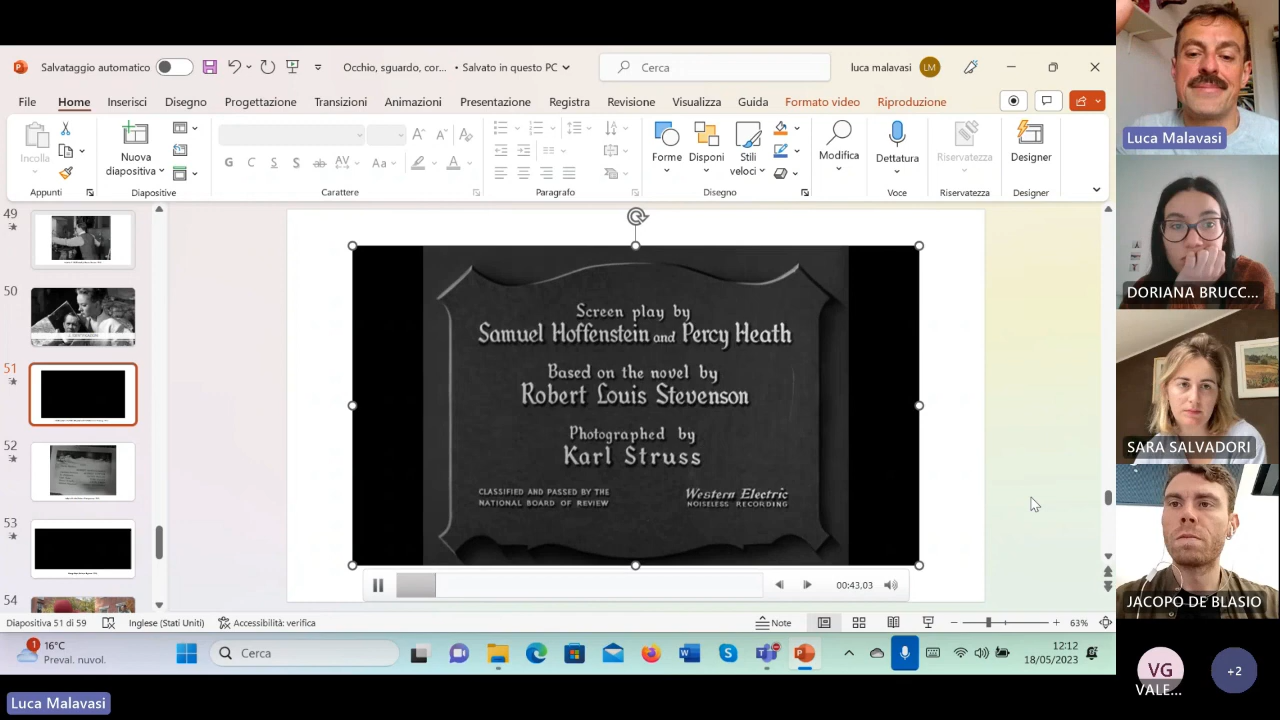 Salvataggio automatico
Occhio, sguardo, cor... • Salvato in questo PC
Cerca
luca malavasi
LM
File Home Inserisci Disegno Progettazione Transizioni Animazioni Presentazione Registra Revisione Visualizza Guida Formato video Riproduzione
Incolla
Nuova
diapositiva
G C S S ab AV Aa A
Forme
Disponi
Stili
veloci
Modifica
Dettatura
Riservatezza
Designer
Appunti
Diapositive
Carattere
Paragrafo
Disegno
Voce
Riservatezza
Designer
49
50
51
52
53
54
Screen play by
Samuel Hoffenstein and Percy Heath
Based on the novel by
Robert Louis Stevenson
Photographed by
Karl Struss
CLASSIFIED AND PASSED BY THE
NATIONAL BOARD OF REVIEW
Western Electric
NOISELESS RECORDING
00:43,03
Diapositiva 51 di 59
Inglese (Stati Uniti)
Accessibilità: verifica
Note
63%
1
16°C
Preval. nuvol.
Cerca
12:12
18/05/2023
Luca Malavasi
Luca Malavasi
DORIANA BRUCC...
SARA SALVADORI
JACOPO DE BLASIO
VG
VALE...
+2